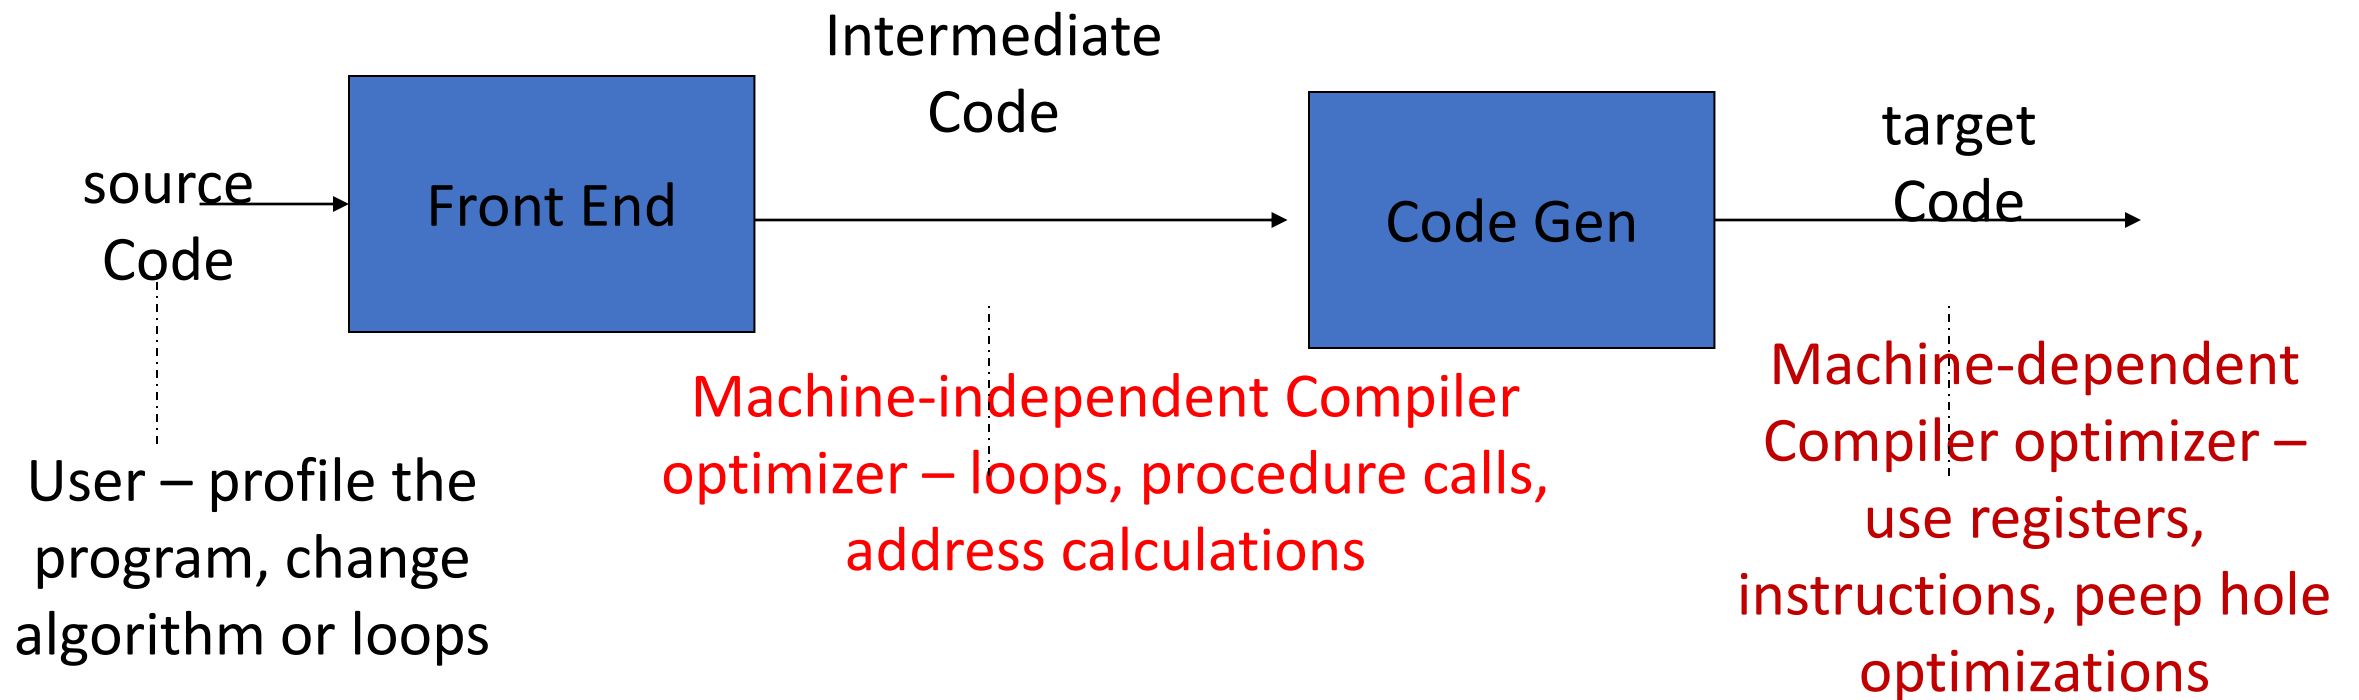 source
Code
Front End
Intermediate
Code
Code Gen
target
Code
User – profile the
program, change
algorithm or loops
Machine-independent Compiler
optimizer – loops, procedure calls,
address calculations
Machine-dependent
Compiler optimizer –
use registers,
instructions, peep hole
optimizations